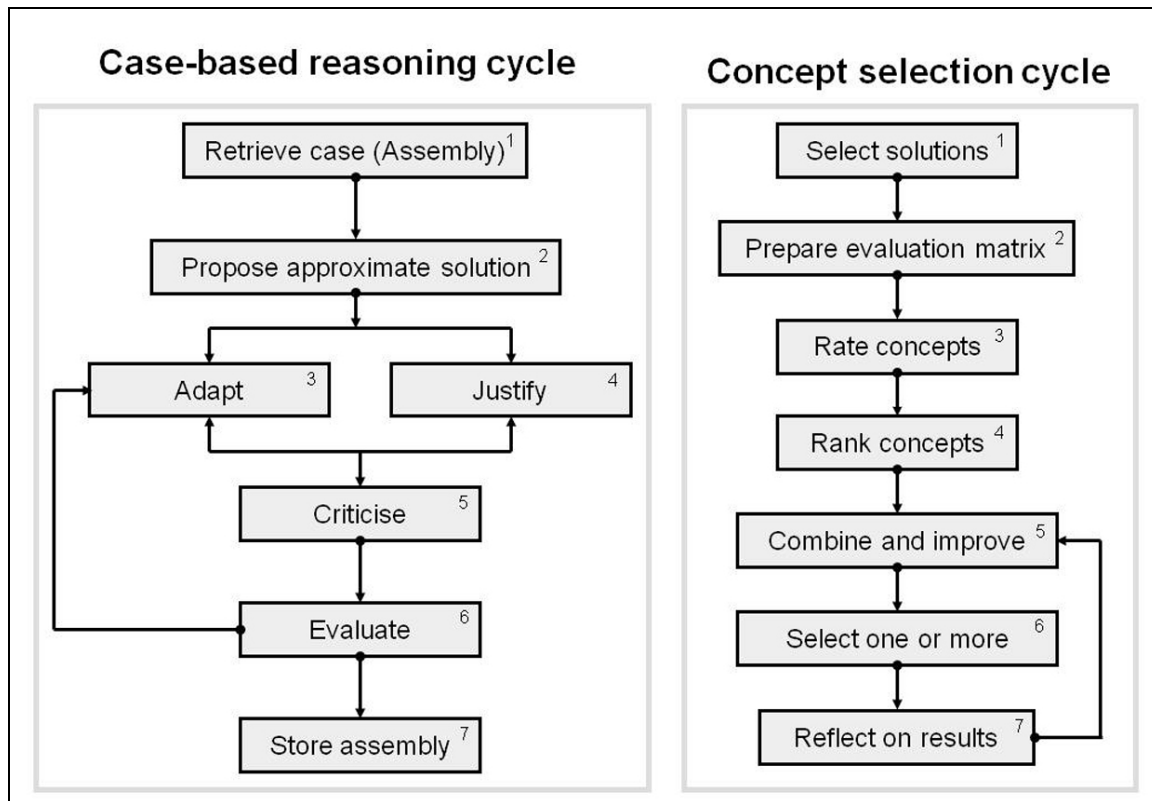 Case-based reasoning cycle
Retrieve case (Assembly) 1
Propose approximate solution 2
Adapt 3
Justify 4
Criticise 5
Evaluate 6
Store assembly 7
Concept selection cycle
Select solutions 1
Prepare evaluation matrix 2
Rate concepts 3
Rank concepts 4
Combine and improve 5
Select one or more 6
Reflect on results 7